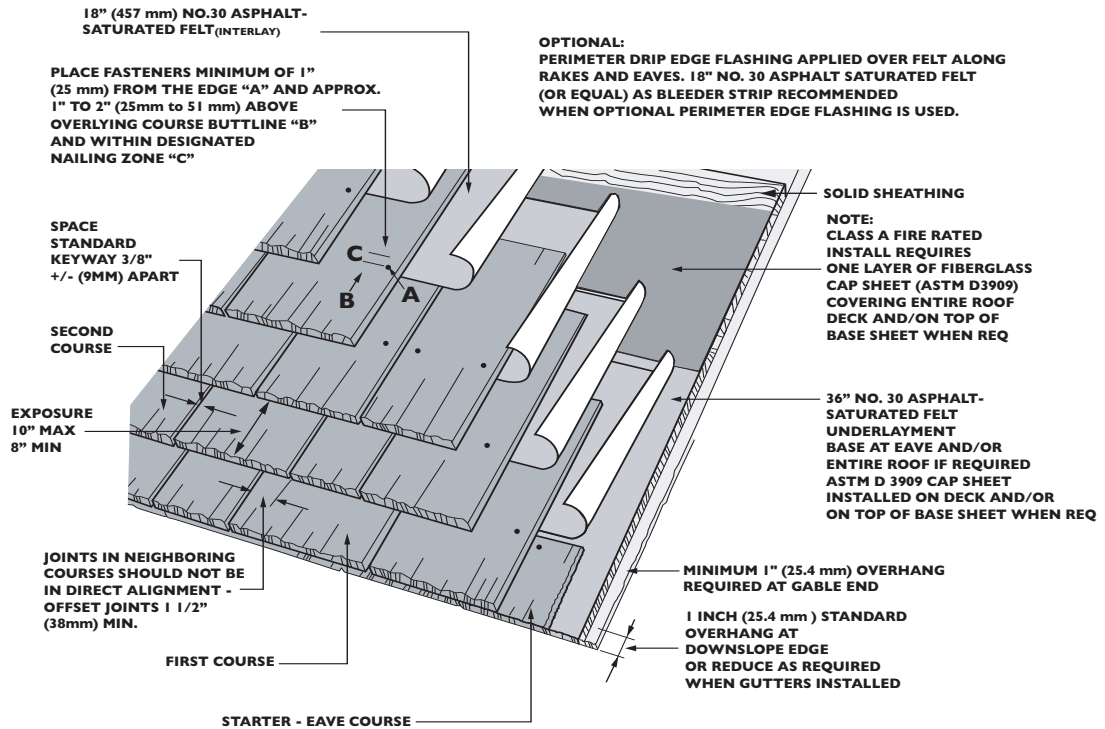 18” (457 mm) NO.30 ASPHALT-
SATURATED FELT(INTERLAY)
OPTIONAL:
PERIMETER DRIP EDGE FLASHING APPLIED OVER FELT ALONG
RAKES AND EAVES. 18" NO. 30 ASPHALT SATURATED FELT
(OR EQUAL) AS BLEEDER STRIP RECOMMENDED
WHEN OPTIONAL PERIMETER EDGE FLASHING IS USED.
PLACE FASTENERS MINIMUM OF 1”
(25 mm) FROM THE EDGE “A” AND APPROX.
1" TO 2" (25mm to 51 mm) ABOVE
OVERLYING COURSE BUTTLINE “B”
AND WITHIN DESIGNATED
NAILING ZONE “C”
SOLID SHEATHING
NOTE:
CLASS A FIRE RATED
INSTALL REQUIRES
ONE LAYER OF FIBERGLASS
CAP SHEET (ASTM D3909)
COVERING ENTIRE ROOF
DECK AND/ON TOP OF
BASE SHEET WHEN REQ
SPACE
STANDARD
KEYWAY 3/8"
+/- (9MM) APART
C
B
A
SECOND
COURSE
EXPOSURE
10” MAX
8” MIN
36” NO. 30 ASPHALT-
SATURATED FELT
UNDERLAYMENT
BASE AT EAVE AND/OR
ENTIRE ROOF IF REQUIRED
ASTM D 3909 CAP SHEET
INSTALLED ON DECK AND/OR
ON TOP OF BASE SHEET WHEN REQ
JOINTS IN NEIGHBORING
COURSES SHOULD NOT BE
IN DIRECT ALIGNMENT -
OFFSET JOINTS 1 1/2”
(38mm) MIN.
MINIMUM 1" (25.4 mm) OVERHANG
REQUIRED AT GABLE END
1 INCH (25.4 mm ) STANDARD
OVERHANG AT
DOWNSLOPE EDGE
OR REDUCE AS REQUIRED
WHEN GUTTERS INSTALLED
FIRST COURSE
STARTER - EAVE COURSE